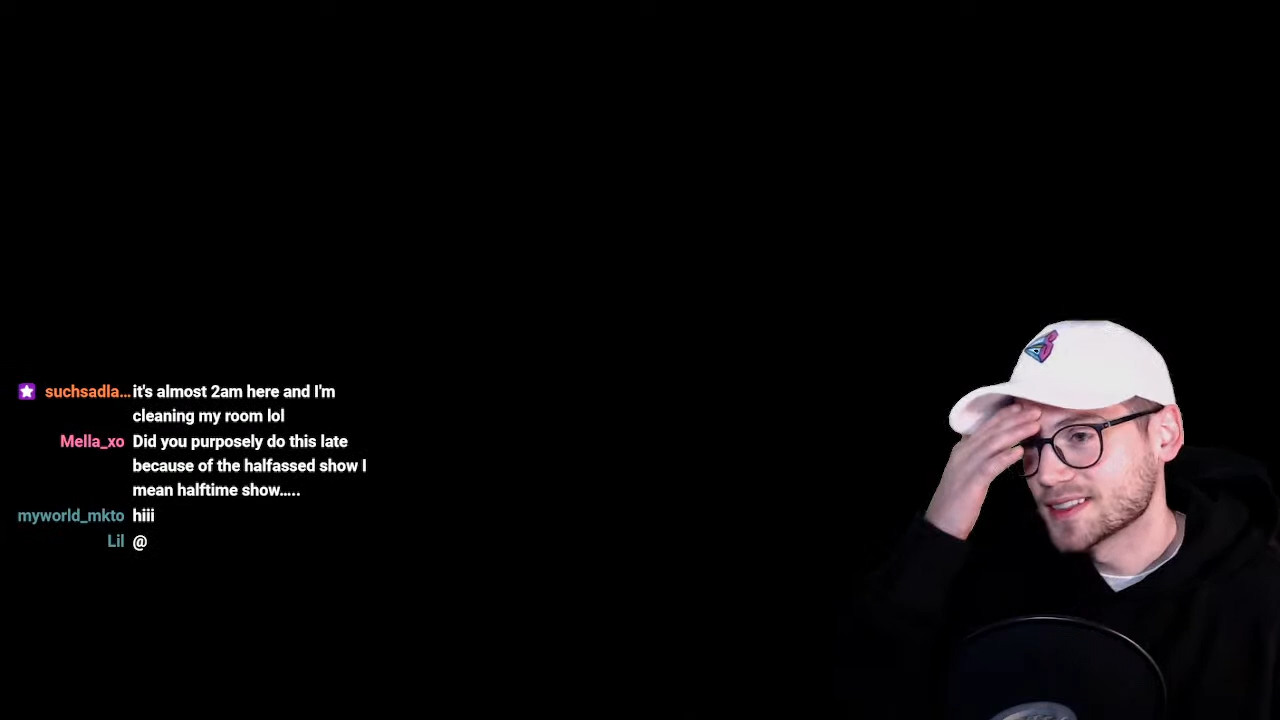 suchsadla... it's almost 2am here and I'm
cleaning my room lol
Mella_xo Did you purposely do this late
because of the halfassed show I
mean halftime show.....
myworld_mkto hiii
Lil @